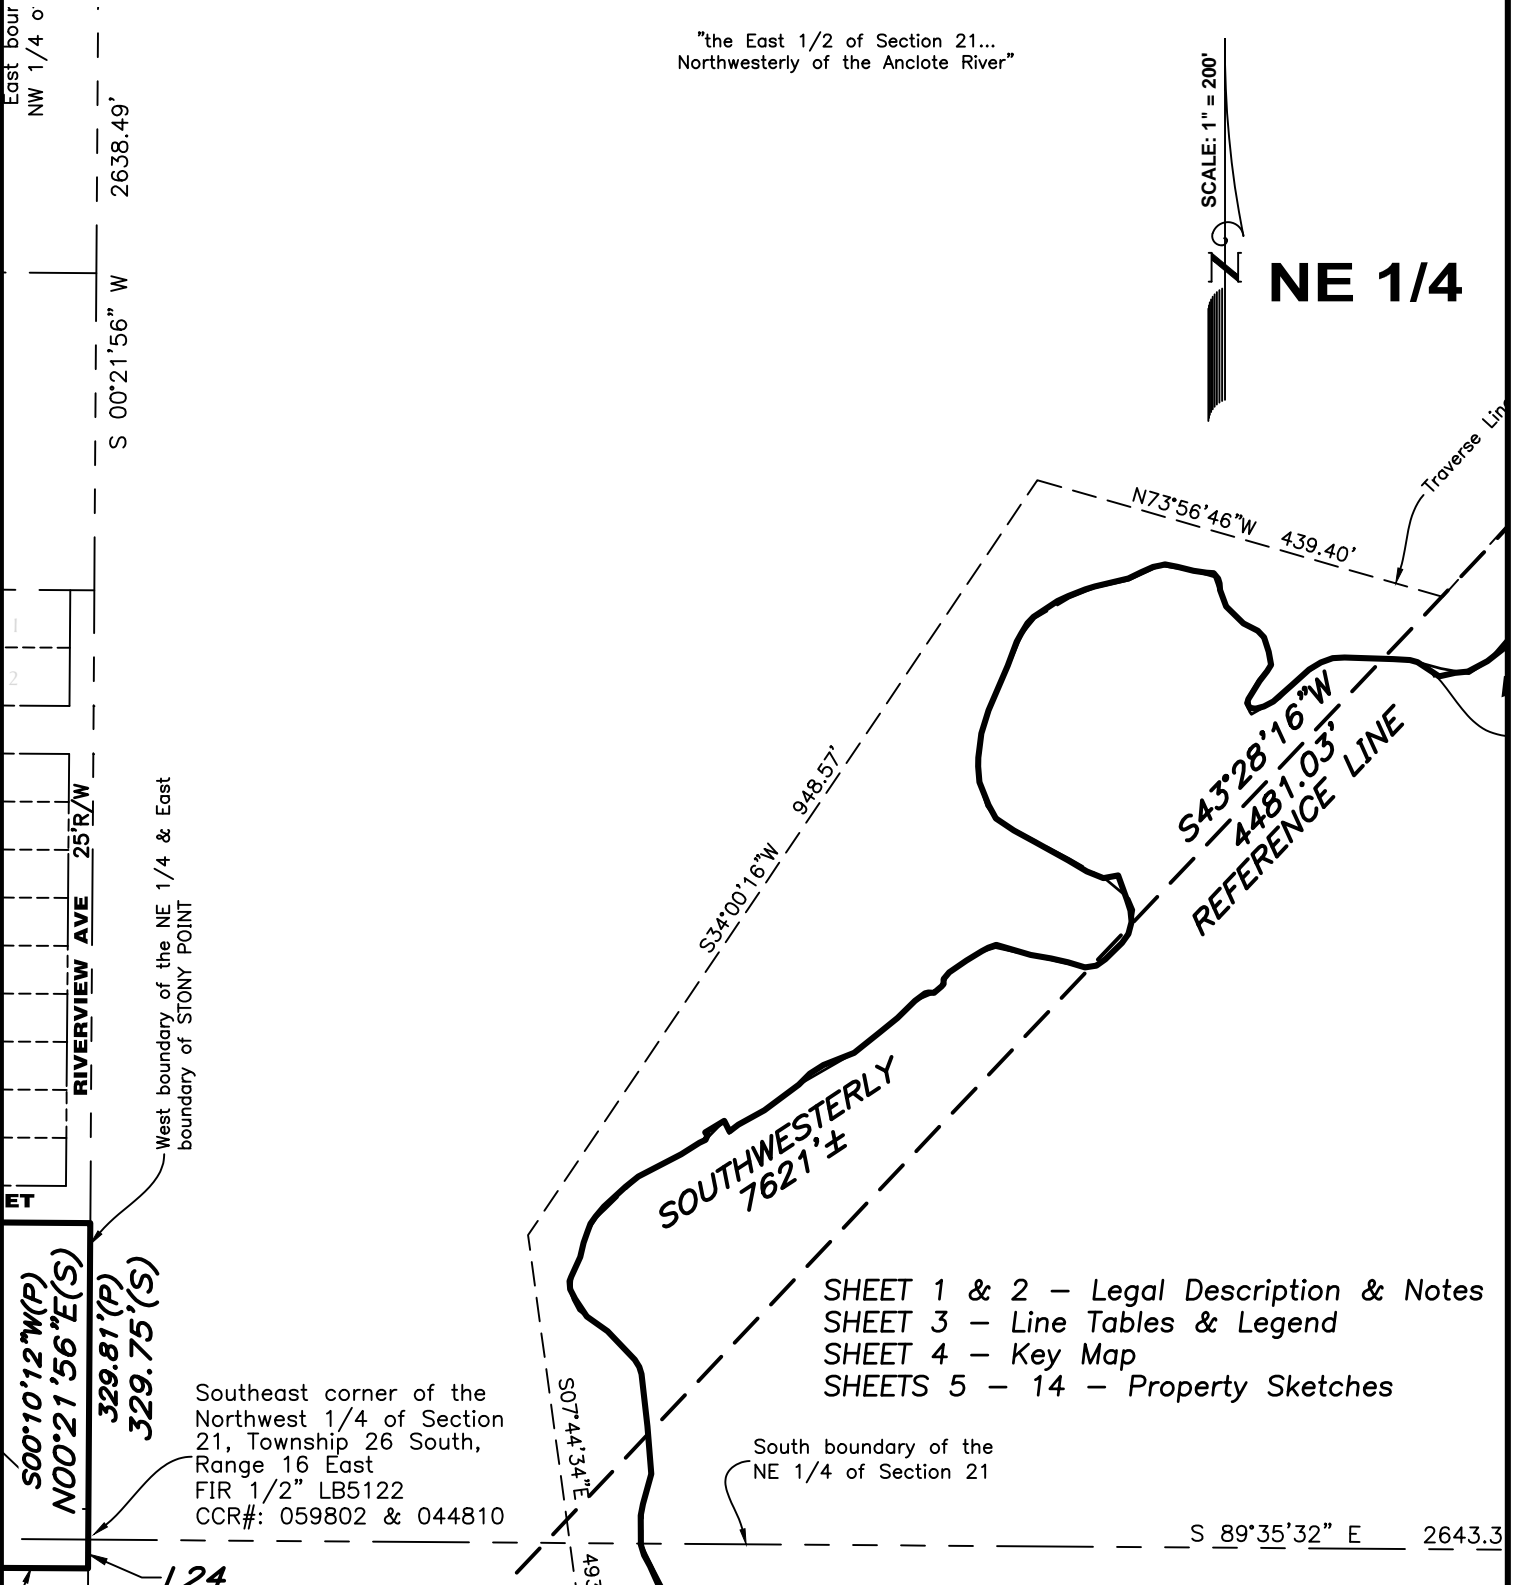 East bour
NW 1/4 o
2638.49'
S 00°21'56" W
"the East 1/2 of Section 21...
Northwesterly of the Anclote River"
SCALE: 1" = 200'
N
NE 1/4
Traverse Line
N73°56'46"W 439.40'
1
2
S34°00'16"W 948.57'
S43°28'16"W
4481.03'
REFERENCE LINE
RIVERVIEW AVE 25'R/W
West boundary of the NE 1/4 & East
boundary of STONY POINT
SOUTHWESTERLY
7621'±
ET
S00°10'12"W(P)
N00°21'56"E(S)
329.81'(P)
329.75'(S)
SHEET 1 & 2 – Legal Description & Notes
SHEET 3 – Line Tables & Legend
SHEET 4 – Key Map
SHEETS 5 – 14 – Property Sketches
Southeast corner of the
Northwest 1/4 of Section
21, Township 26 South,
Range 16 East
FIR 1/2" LB5122
CCR#: 059802 & 044810
S07°44'34"E 493
South boundary of the
NE 1/4 of Section 21
S 89°35'32" E 2643.3
L24